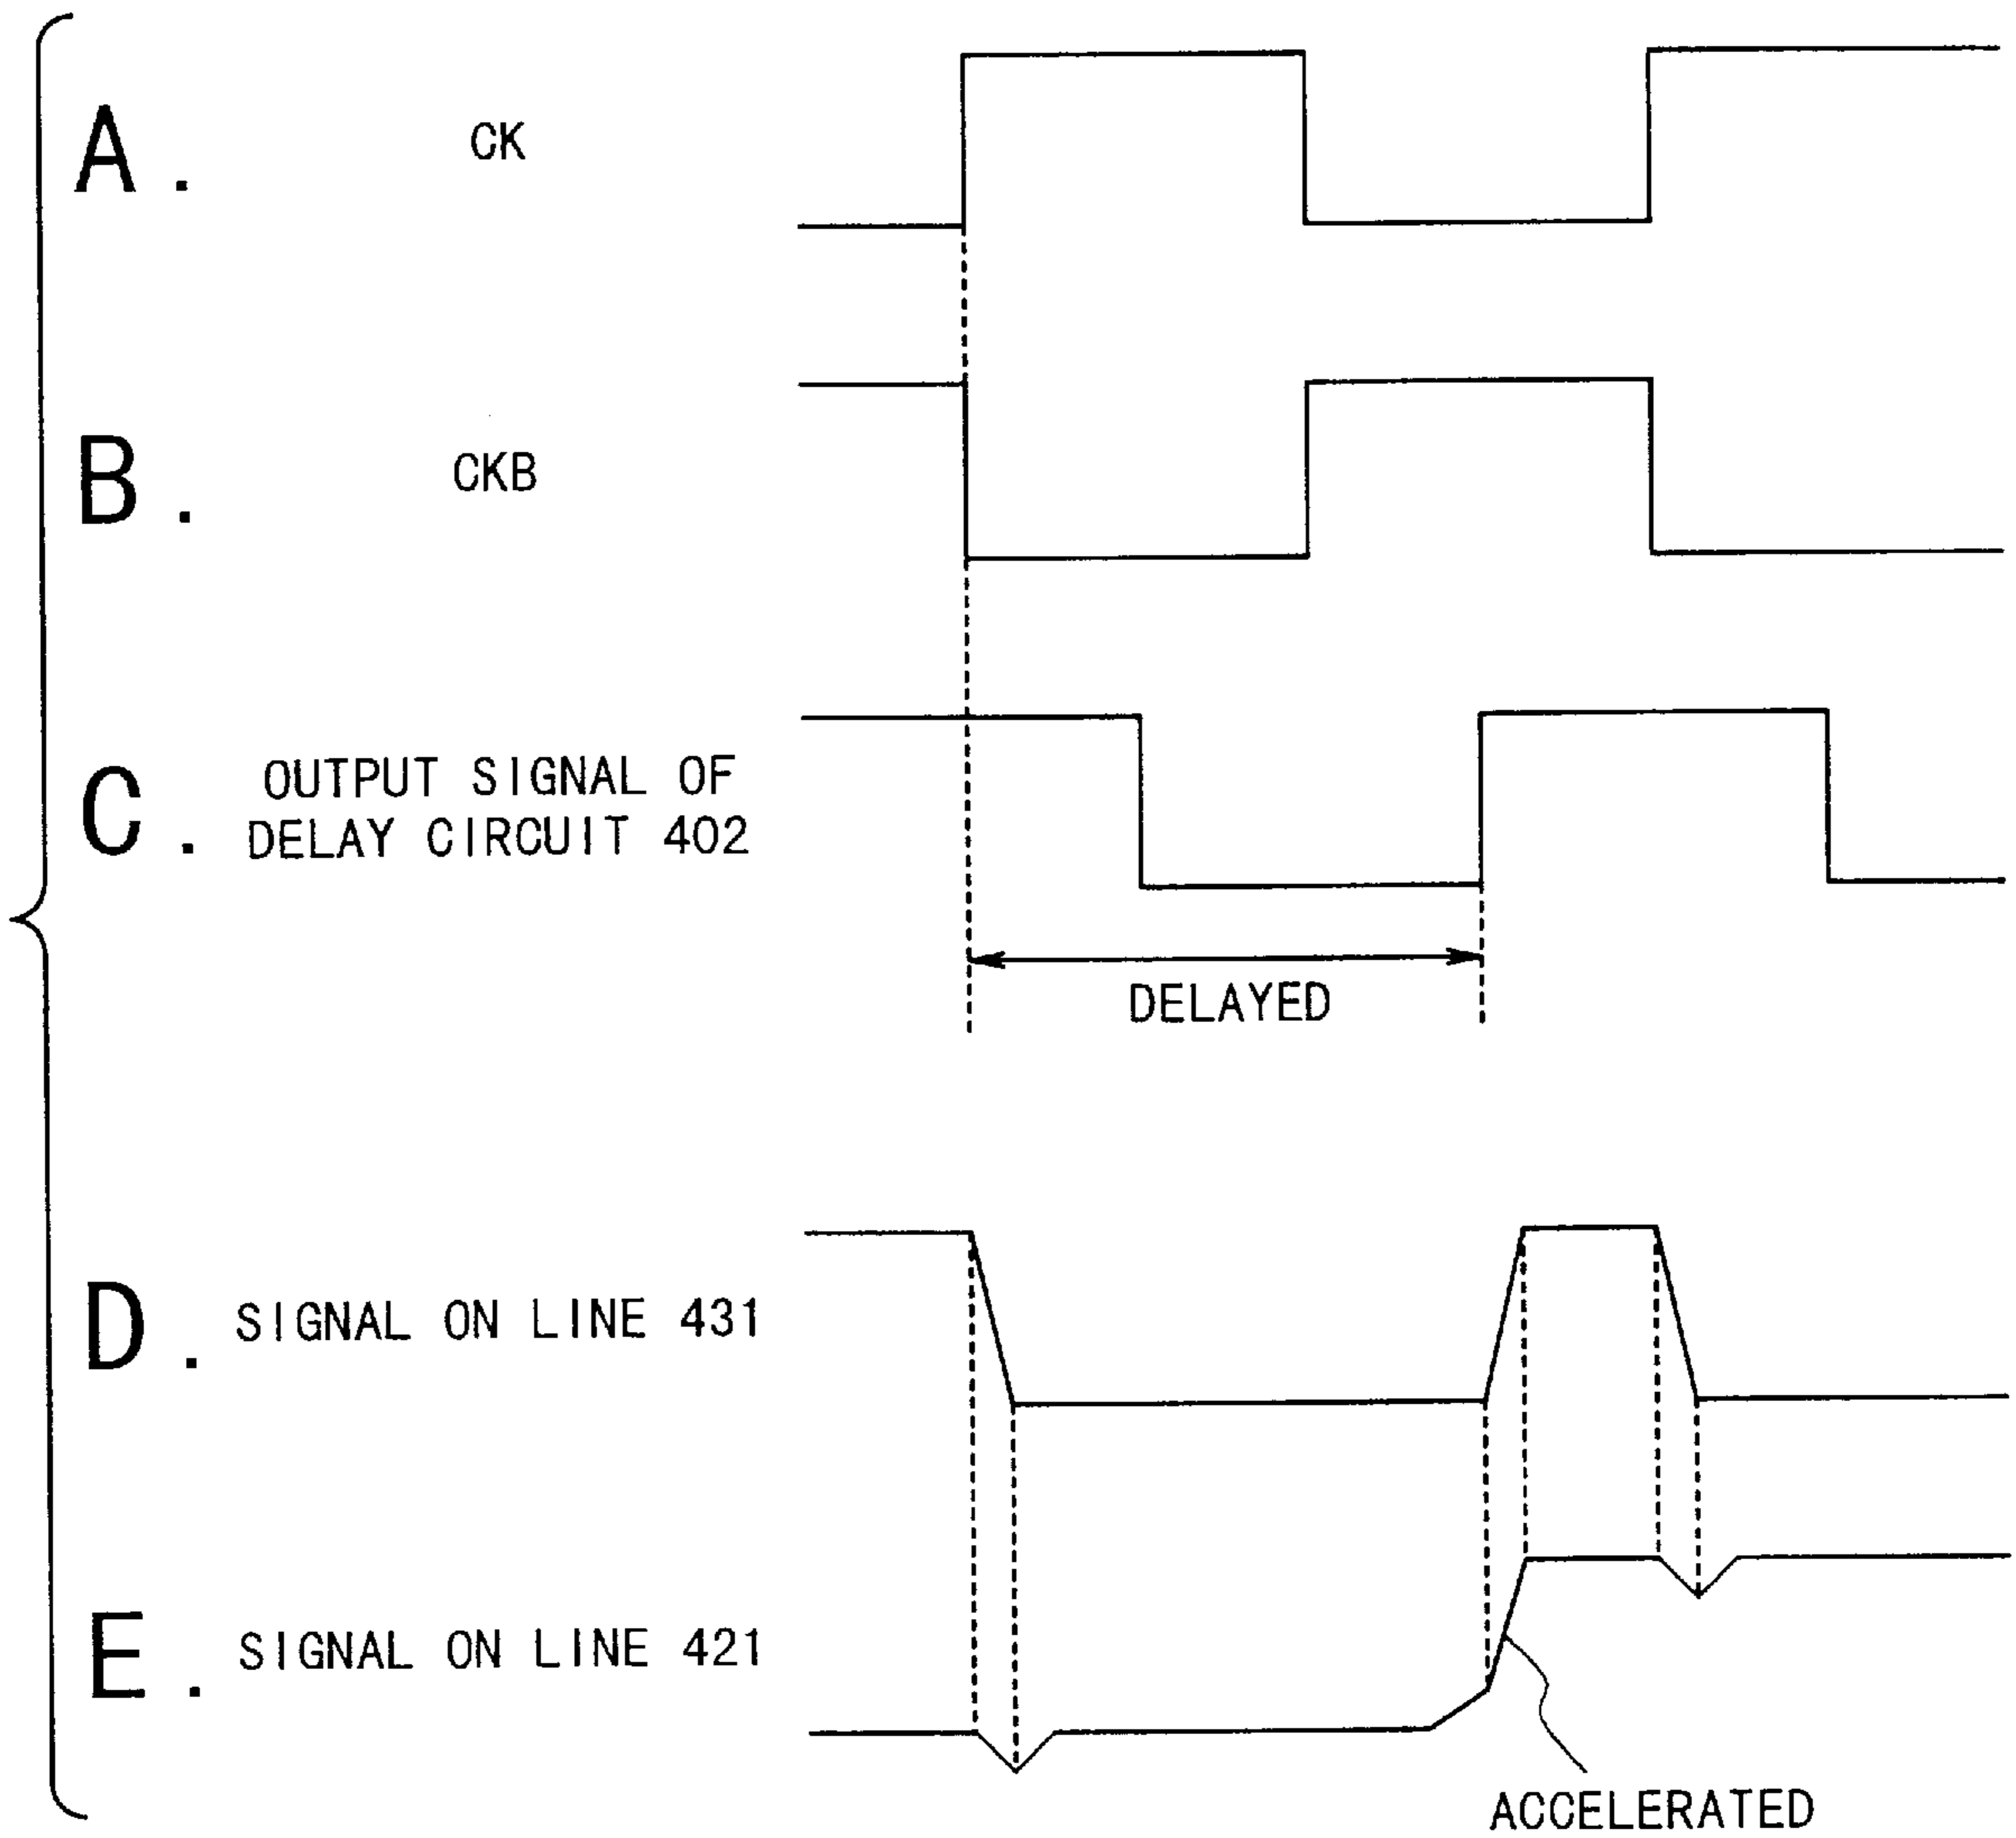 A. CK
B. CKB
C. OUTPUT SIGNAL OF
DELAY CIRCUIT 402
DELAYED
D. SIGNAL ON LINE 431
E. SIGNAL ON LINE 421
ACCELERATED